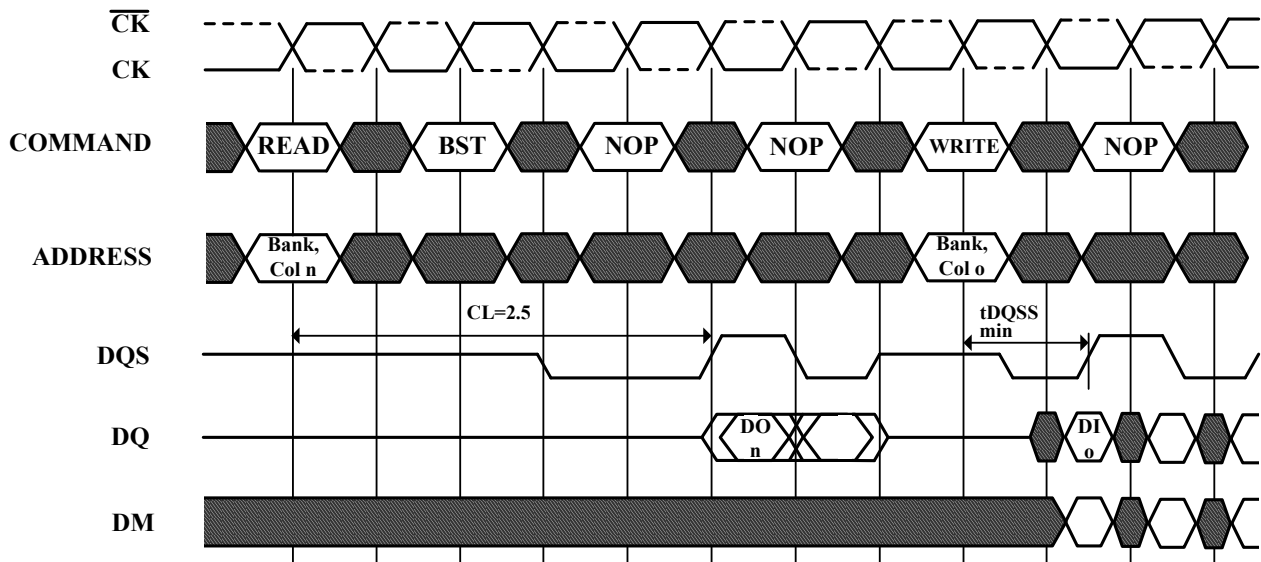 CK
CK
COMMAND
READ
BST
NOP
NOP
WRITE
NOP
ADDRESS
Bank,
Col n
Bank,
Col o
CL=2.5
tDQSS
min
DQS
DQ
DO
n
DI
o
DM